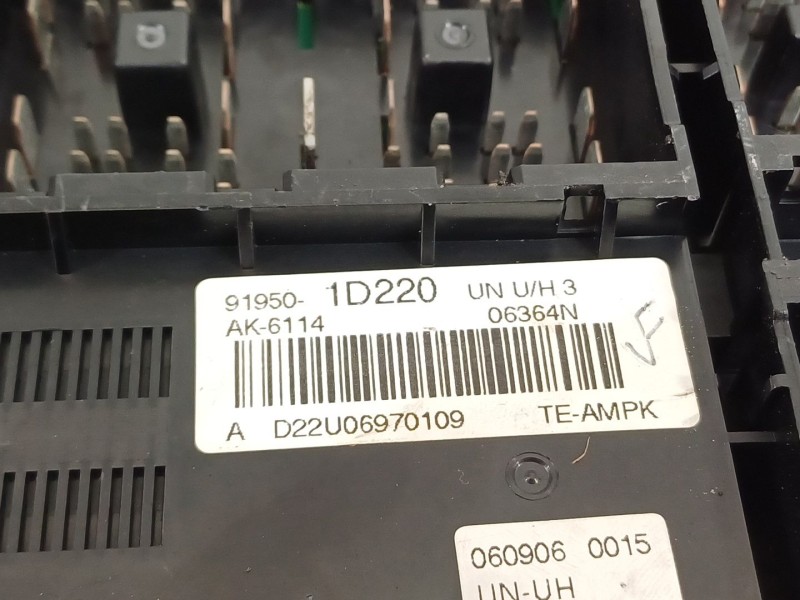 91950- 1D220 UN U/H 3
AK-6114 06364N
A D22U06970109 TE-AMPK
060906 0015
UN-UH